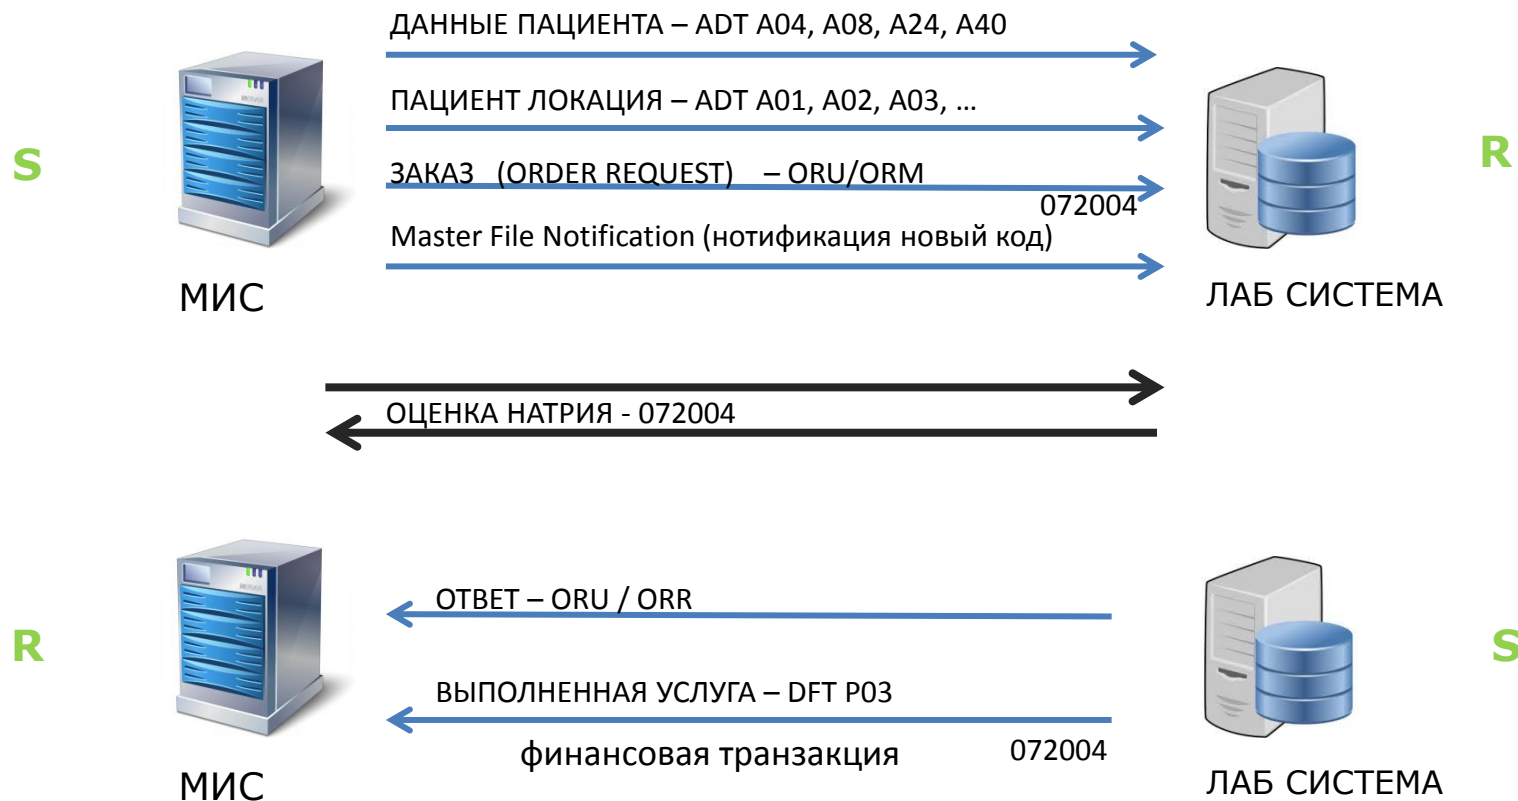 ДАННЫЕ ПАЦИЕНТА – ADT A04, A08, A24, A40
ПАЦИЕНТ ЛОКАЦИЯ – ADT A01, A02, A03, …
S
R
ЗАКАЗ (ORDER REQUEST) – ORU/ORM
072004
Master File Notification (нотификация новый код)
МИС
ЛАБ СИСТЕМА
ОЦЕНКА НАТРИЯ - 072004
ОТВЕТ – ORU / ORR
R
S
ВЫПОЛНЕННАЯ УСЛУГА – DFT P03
финансовая транзакция
072004
МИС
ЛАБ СИСТЕМА